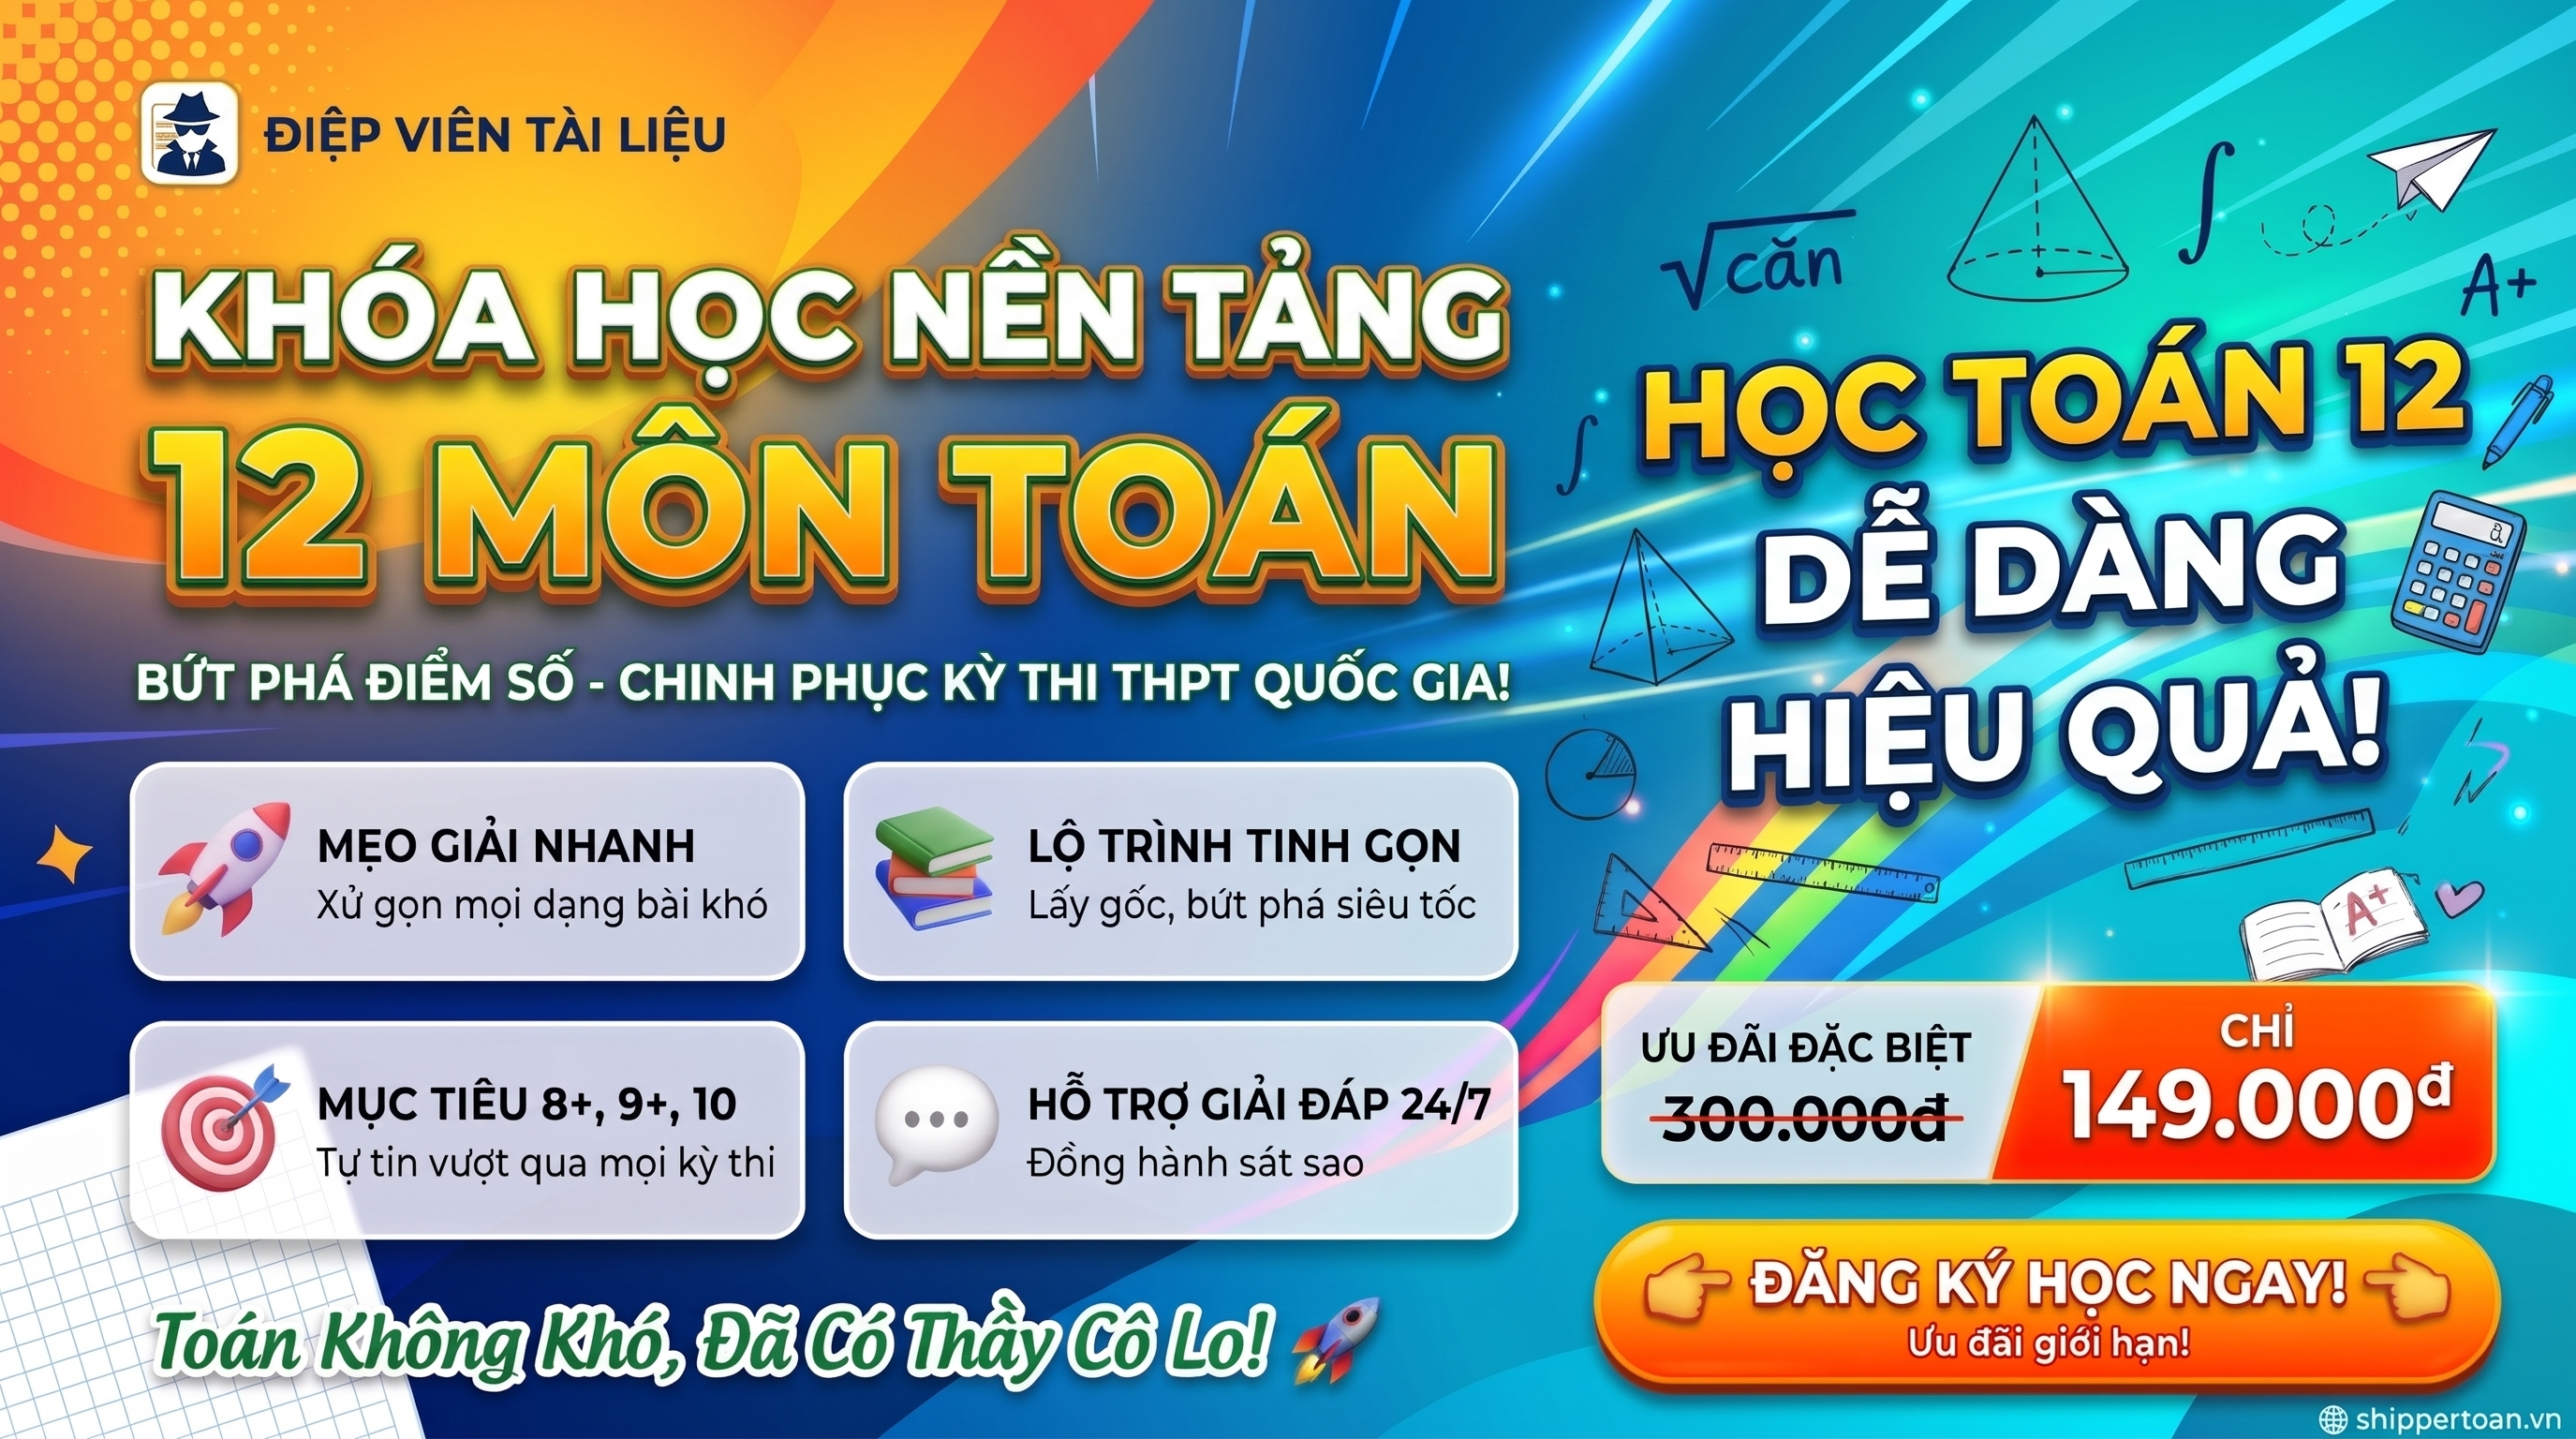 ĐIỆP VIÊN TÀI LIỆU
KHÓA HỌC NỀN TẢNG
12 MÔN TOÁN
BỨT PHÁ ĐIỂM SỐ - CHINH PHỤC KỲ THI THPT QUỐC GIA!
MẸO GIẢI NHANH
Xử gọn mọi dạng bài khó
LỘ TRÌNH TINH GỌN
Lấy gốc, bứt phá siêu tốc
MỤC TIÊU 8+, 9+, 10
Tự tin vượt qua mọi kỳ thi
HỖ TRỢ GIẢI ĐÁP 24/7
Đồng hành sát sao
Toán Không Khó, Đã Có Thầy Cô Lo!
√căn
∫
A+
∫
HỌC TOÁN 12
DỄ DÀNG
HIỆU QUẢ!
A+
ƯU ĐÃI ĐẶC BIỆT
300.000đ
CHỈ
149.000đ
ĐĂNG KÝ HỌC NGAY!
Ưu đãi giới hạn!
shippertoan.vn